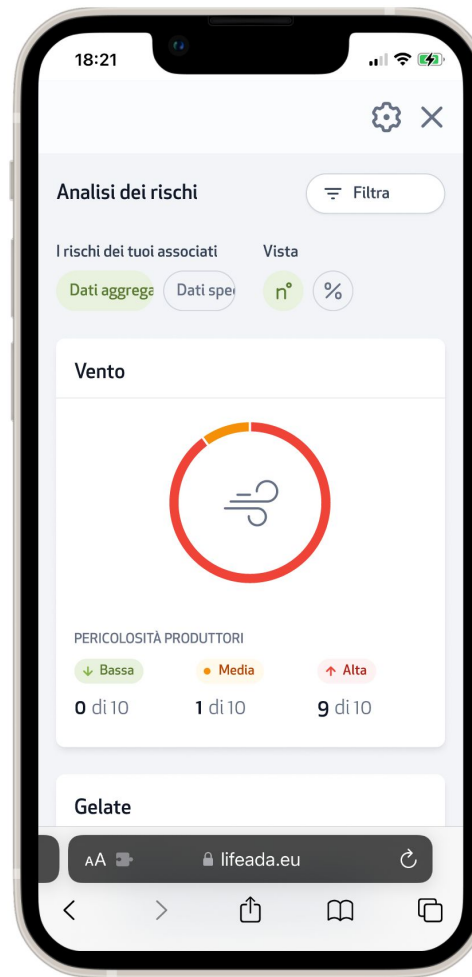 18:21
Analisi dei rischi
Filtra
I rischi dei tuoi associati
Vista
Dati aggrega
Dati spe
n°
%
Vento
PERICOLOSITÀ PRODUTTORI
Bassa
Media
Alta
0 di 10
1 di 10
9 di 10
Gelate
AA
lifeada.eu